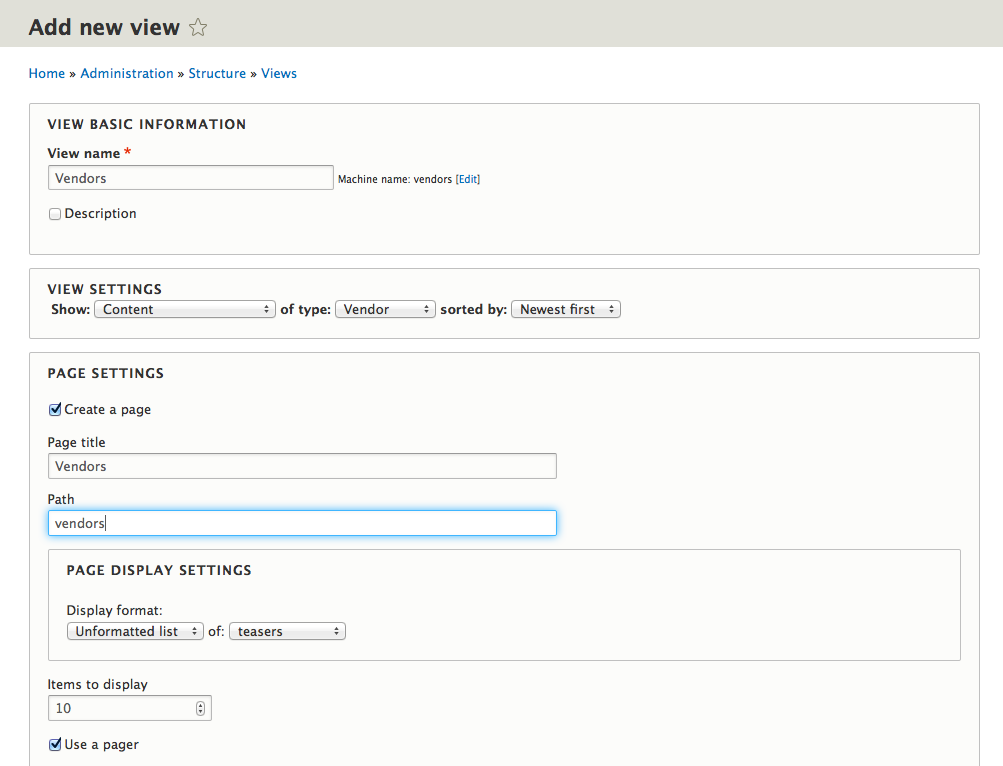 Add new view
Home » Administration » Structure » Views
VIEW BASIC INFORMATION
View name *
Vendors Machine name: vendors [Edit]
Description
VIEW SETTINGS
Show: Content of type: Vendor sorted by: Newest first
PAGE SETTINGS
Create a page
Page title
Vendors
Path
vendors
PAGE DISPLAY SETTINGS
Display format:
Unformatted list of: teasers
Items to display
10
Use a pager